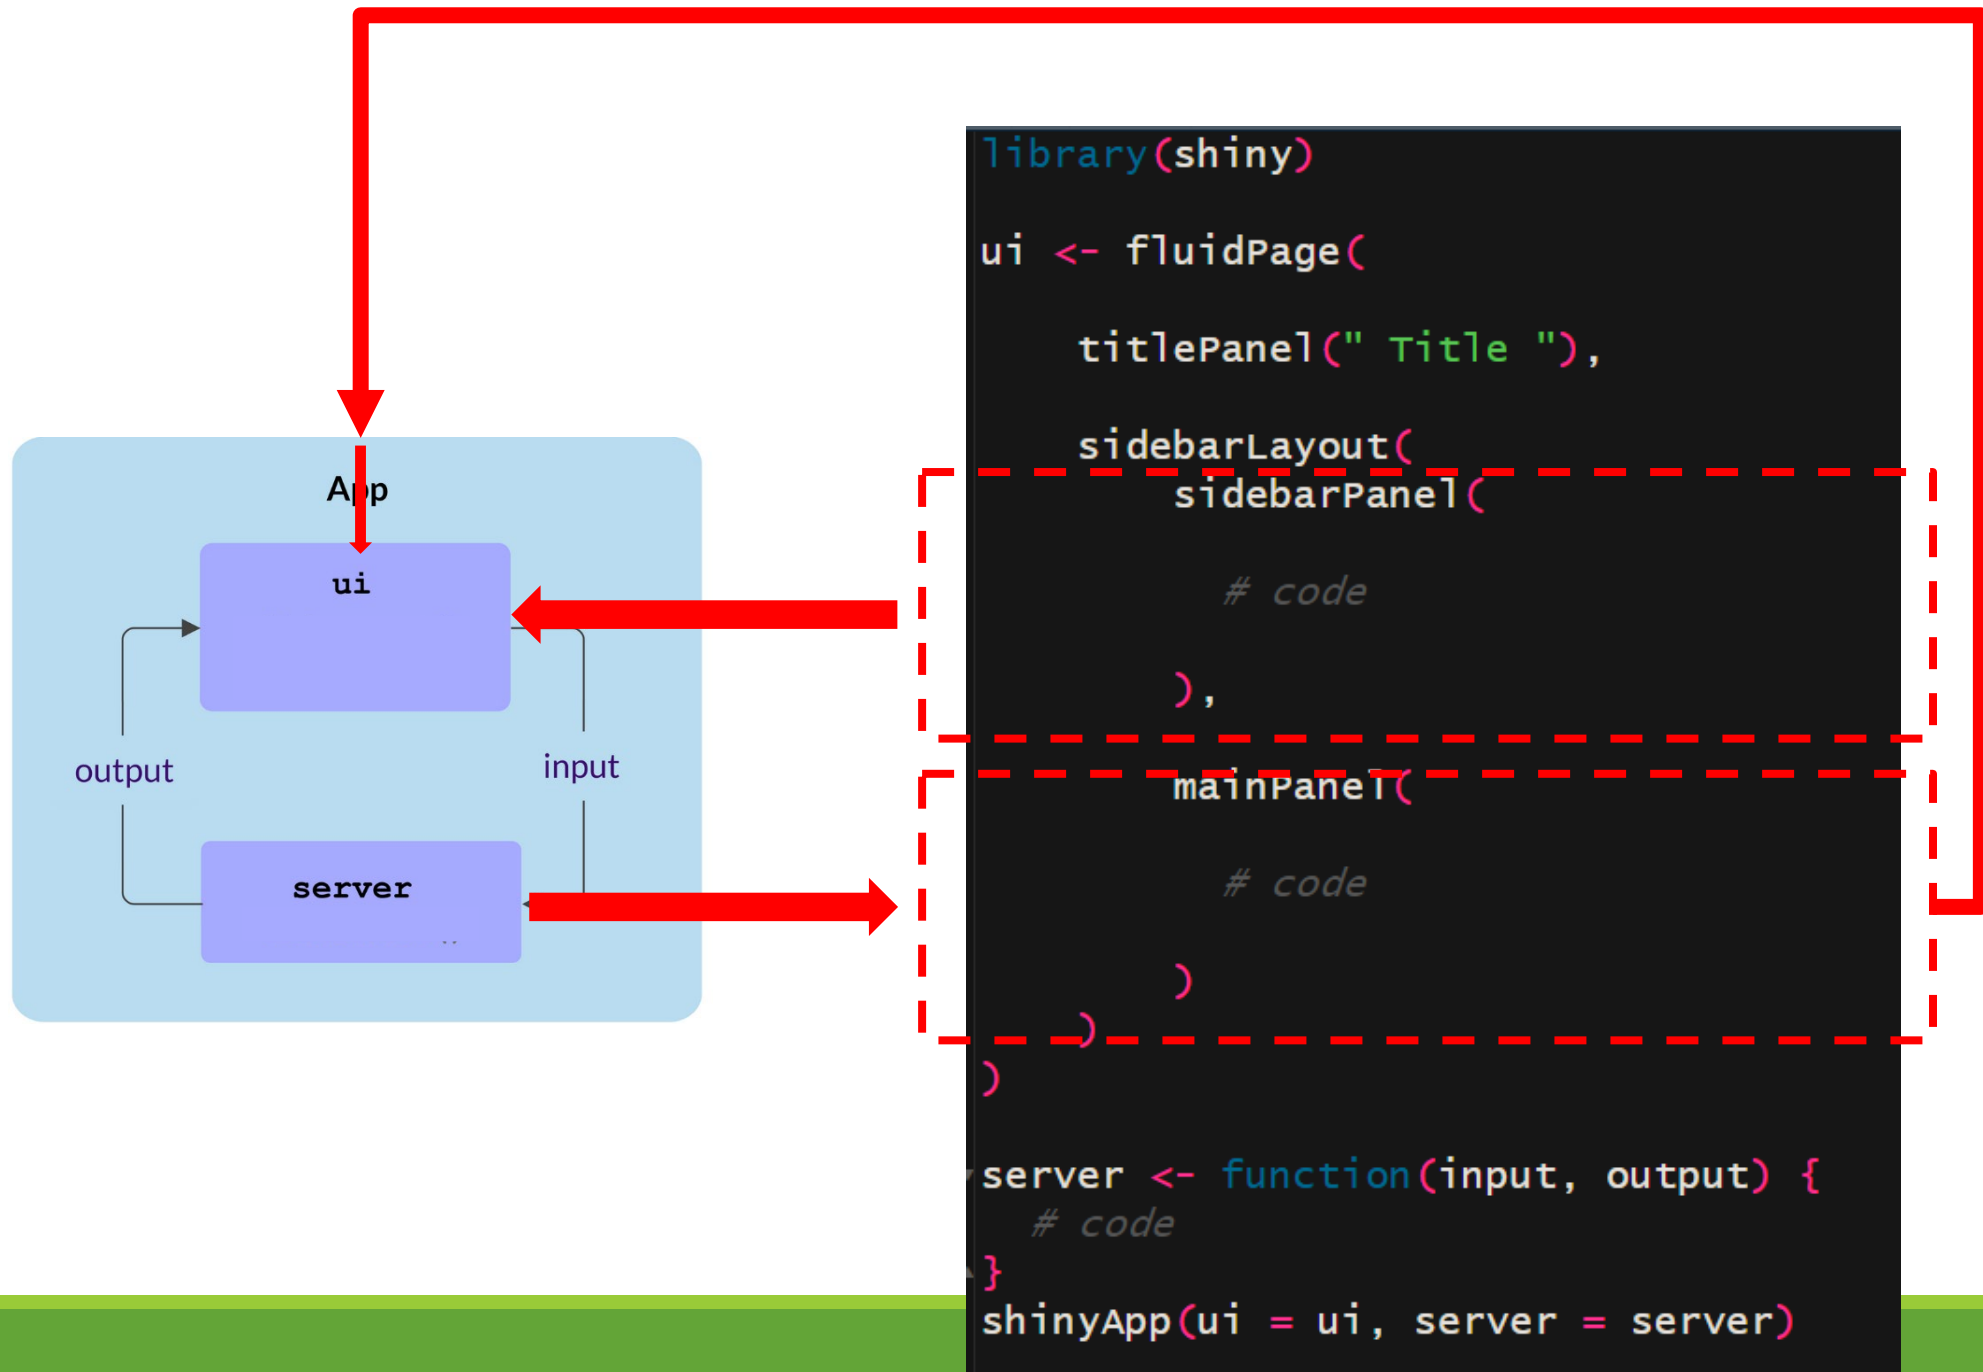 App
ui
output
input
server
library(shiny)
ui <- fluidPage(
titlePanel(" Title "),
sidebarLayout(
sidebarPanel(
# code
),
mainPanel(
# code
)
)
)
server <- function(input, output) {
# code
}
shinyApp(ui = ui, server = server)